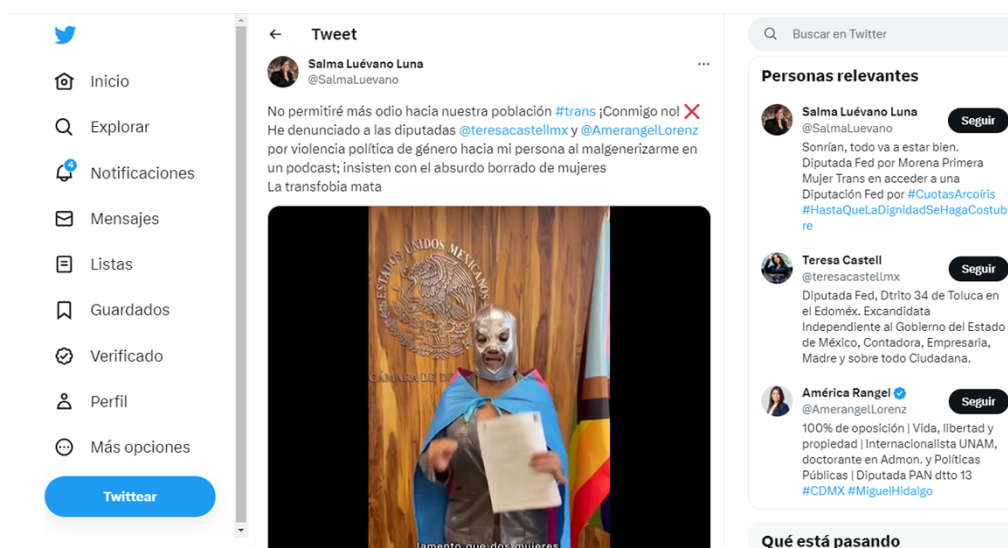 Inicio
Explorar
4
Notificaciones
Mensajes
Listas
Guardados
Verificado
Perfil
Más opciones
Twittear
Tweet
Salma Luévano Luna
@SalmaLuevano
No permitiré más odio hacia nuestra población #trans ¡Conmigo no! ❌
He denunciado a las diputadas @teresacastellmx y @AmerangelLorenz
por violencia política de género hacia mi persona al malgenerizarme en
un podcast; insisten con el absurdo borrado de mujeres
La transfobia mata
ESTADOS UNIDOS MEXICANOS
CÁMARA DE
lamento que dos mujeres
Buscar en Twitter
Personas relevantes
Salma Luévano Luna
@SalmaLuevano
Seguir
Sonrían, todo va a estar bien.
Diputada Fed por Morena Primera
Mujer Trans en acceder a una
Diputación Fed por #CuotasArcoíris
#HastaQueLaDignidadSeHagaCostub
re
Teresa Castell
@teresacastellmx
Seguir
Diputada Fed, Dtrito 34 de Toluca en
el Edoméx. Excandidata
Independiente al Gobierno del Estado
de México, Contadora, Empresaría,
Madre y sobre todo Ciudadana.
América Rangel
@AmerangelLorenz
Seguir
100% de oposición | Vida, libertad y
propiedad | Internacionalista UNAM,
doctorante en Admon. y Políticas
Públicas | Diputada PAN dtto 13
#CDMX #MiguelHidalgo
Qué está pasando